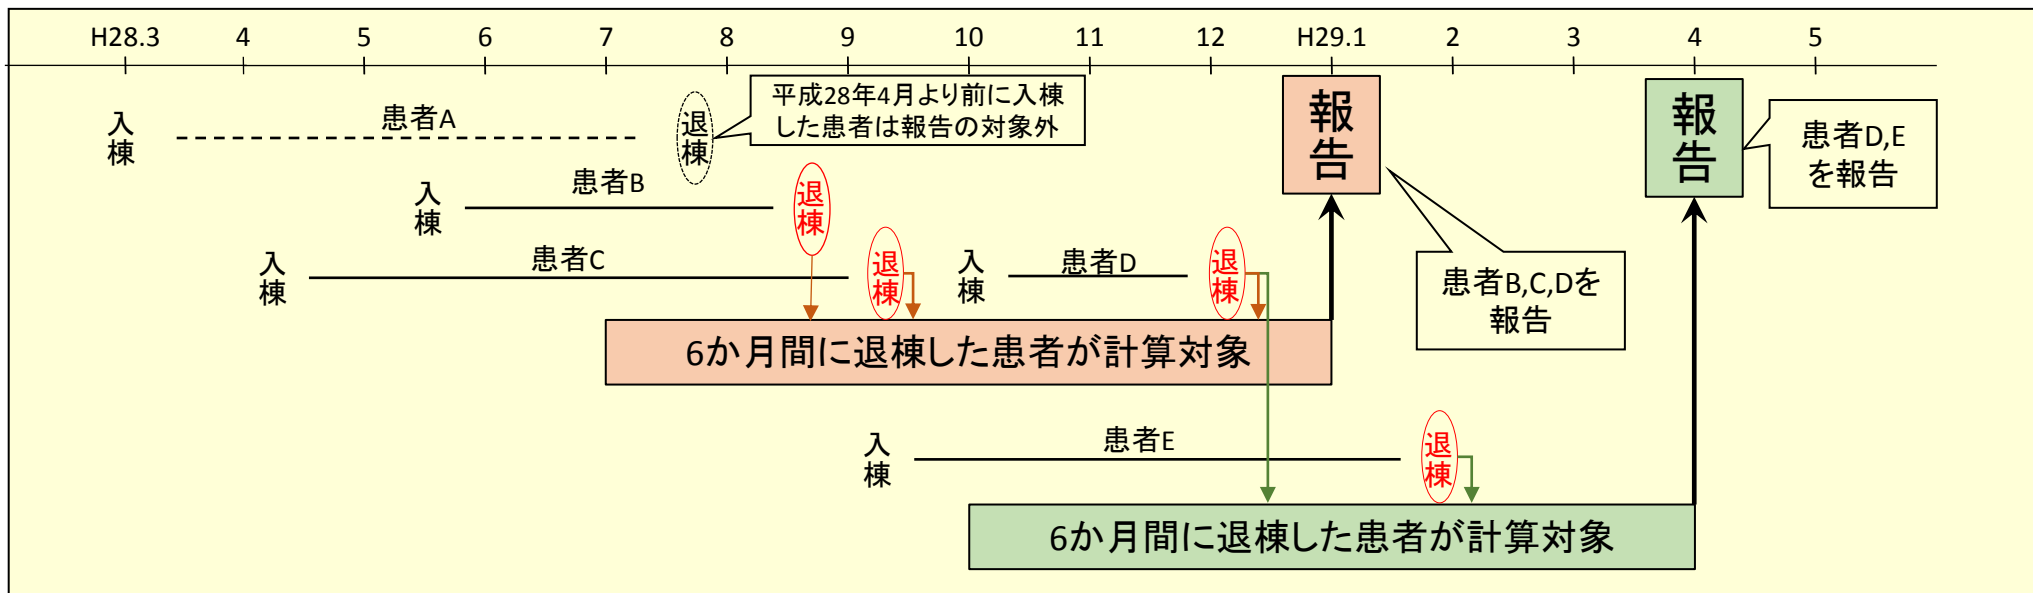 H28.3 4 5 6 7 8 9 10 11 12 H29.1 2 3 4 5
入棟
患者A
退棟
平成28年4月より前に入棟
した患者は報告の対象外
報告
報告
患者D,E
を報告
入棟
患者B
退棟
入棟
患者C
退棟
入棟
患者D
退棟
患者B,C,Dを
報告
6か月間に退棟した患者が計算対象
入棟
患者E
退棟
6か月間に退棟した患者が計算対象